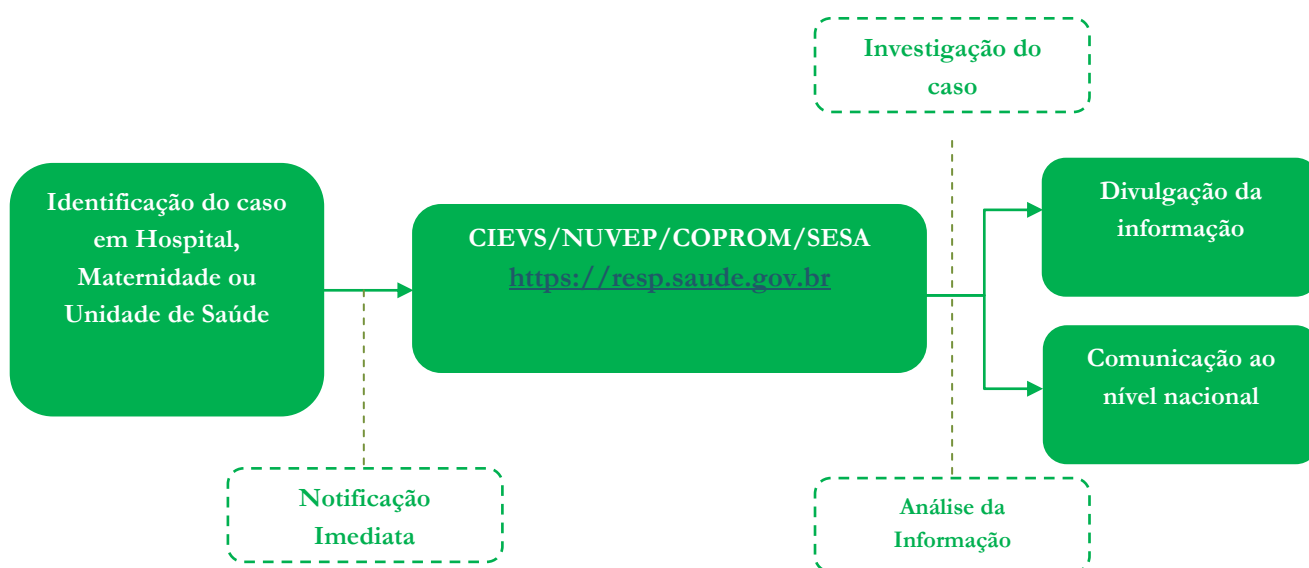 Investigação do
caso
Identificação do caso
em Hospital,
Maternidade ou
Unidade de Saúde
CIEVS/NUVEP/COPROM/SESA
https://resp.saude.gov.br
Divulgação da
informação
Comunicação ao
nível nacional
Notificação
Imediata
Análise da
Informação